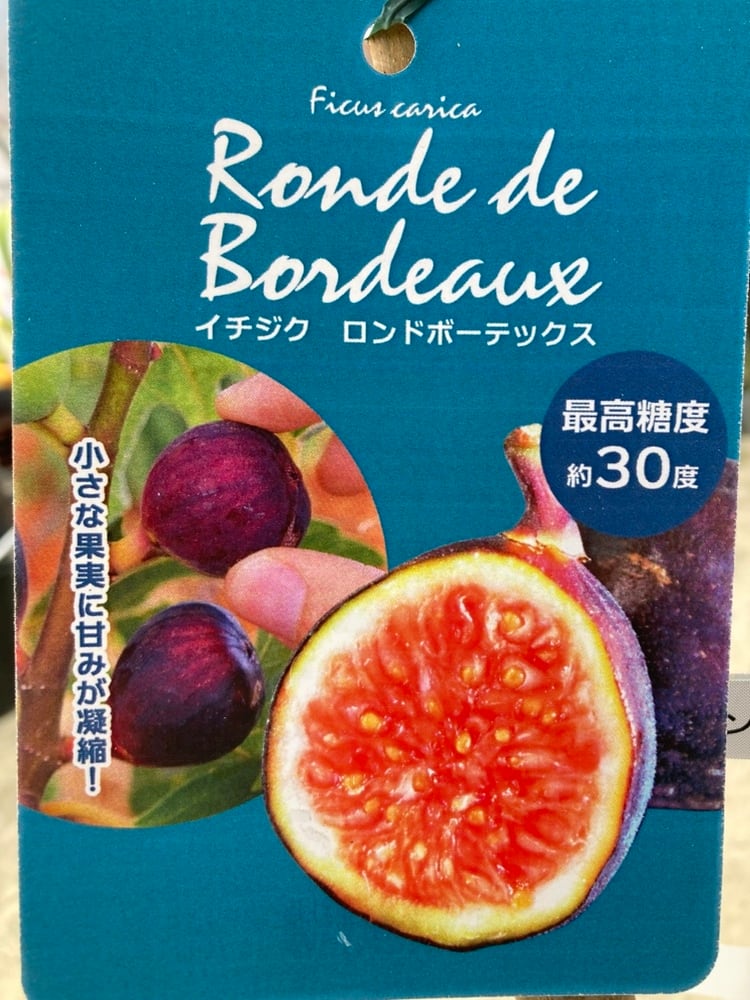 Ficus carica
Ronde de
Bordeaux
イチジク　ロンドボーテックス
最高糖度
約30度
小さな果実に甘みが凝縮！
ン